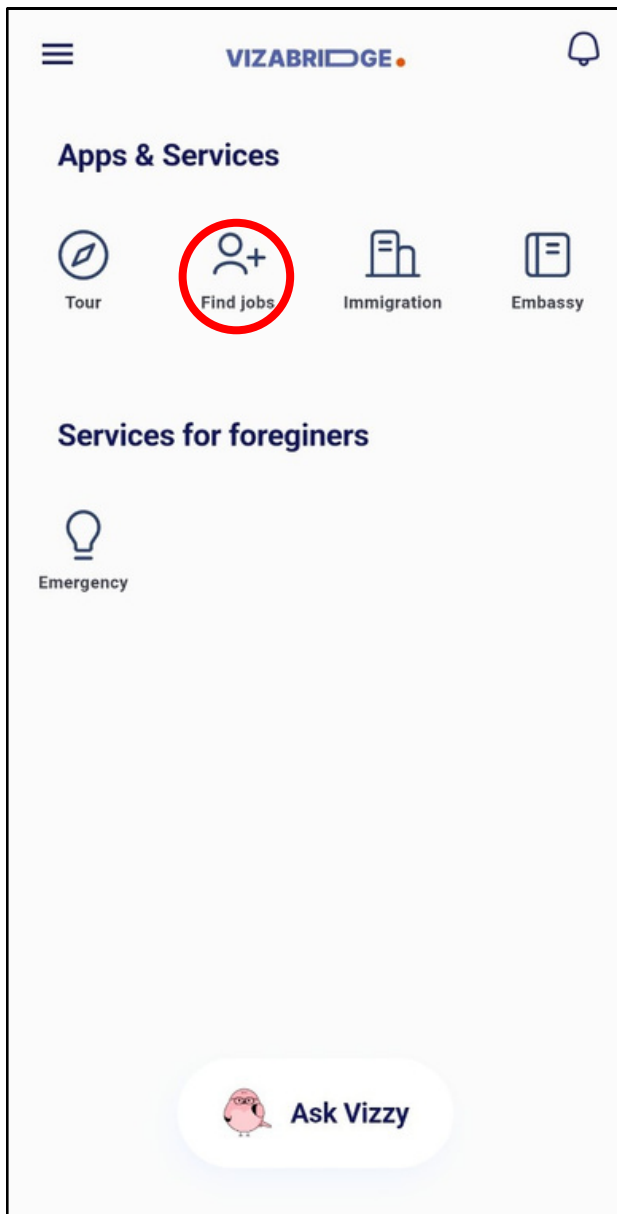 VIZABRIDGE.
Apps & Services
Tour
Find jobs
Immigration
Embassy
Services for foreginers
Emergency
Ask Vizzy